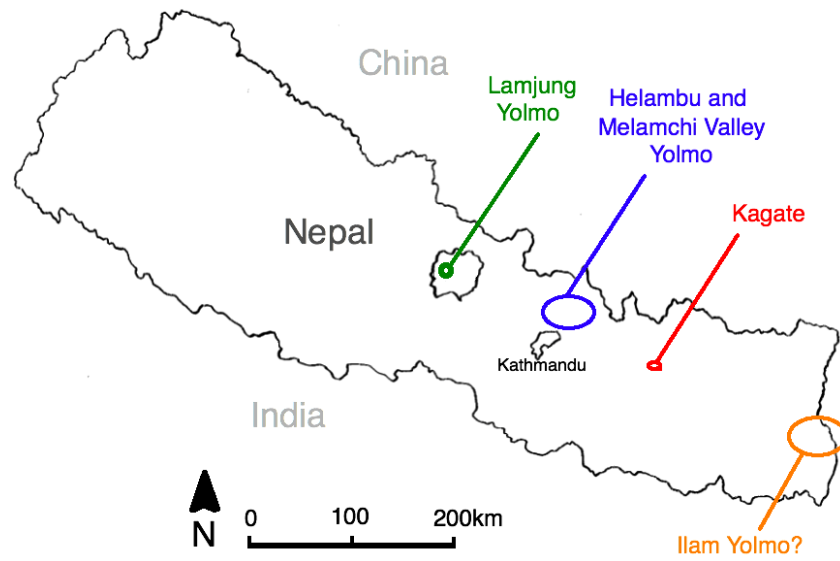 China
Lamjung
Yolmo
Helambu and
Melamchi Valley
Yolmo
Kagate
Nepal
Kathmandu
India
N
0 100 200km
Ilam Yolmo?